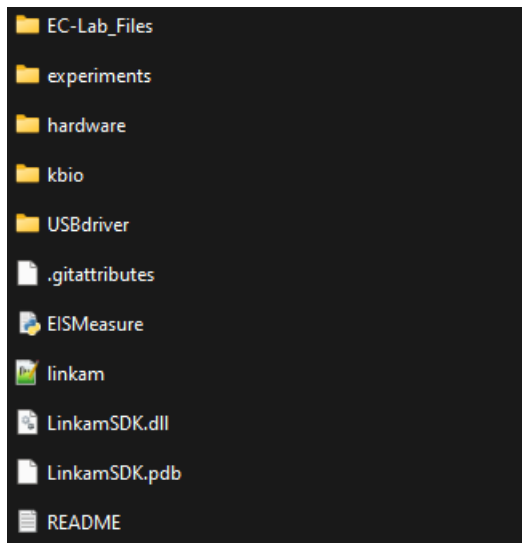 EC-Lab_Files
experiments
hardware
kbio
USBdriver
.gitattributes
EISMeasure
linkam
LinkamSDK.dll
LinkamSDK.pdb
README